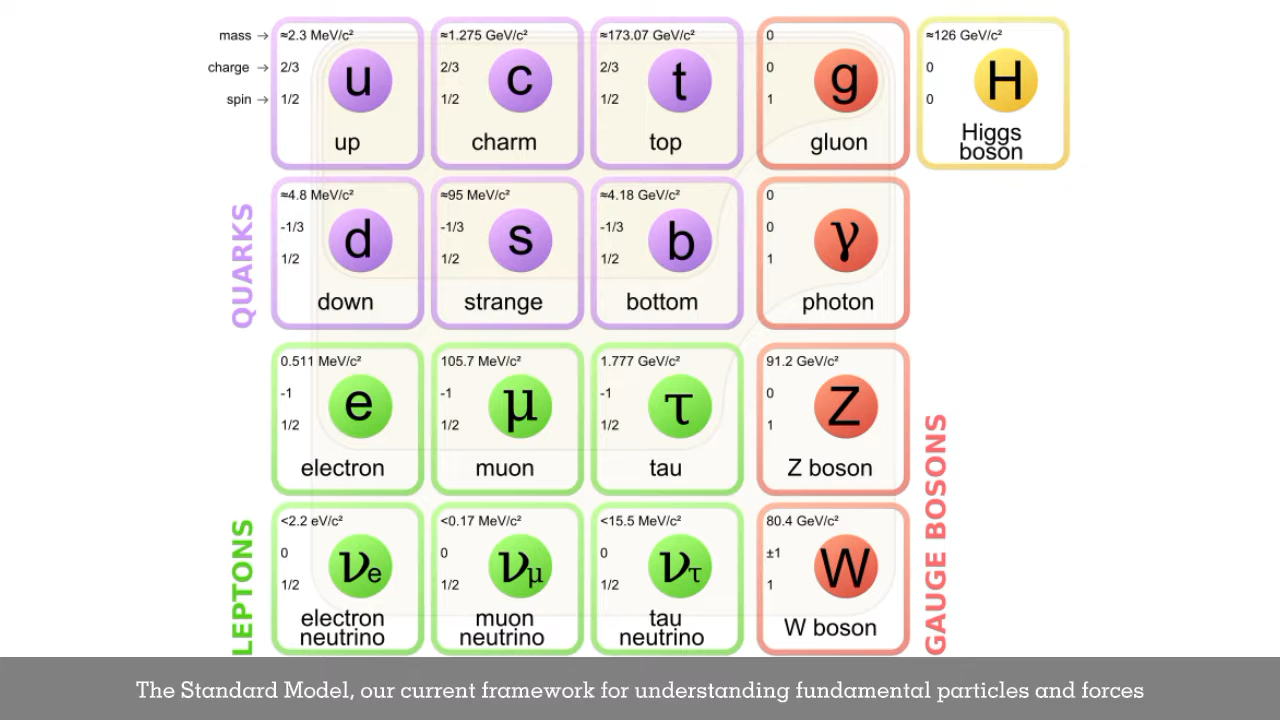 mass →
charge →
spin →
≈2.3 MeV/c²
2/3
1/2
u
up
≈1.275 GeV/c²
2/3
1/2
c
charm
≈173.07 GeV/c²
2/3
1/2
t
top
0
0
1
g
gluon
≈126 GeV/c²
0
0
H
Higgs
boson
QUARKS
≈4.8 MeV/c²
-1/3
1/2
d
down
≈95 MeV/c²
-1/3
1/2
s
strange
≈4.18 GeV/c²
-1/3
1/2
b
bottom
0
0
1
γ
photon
0.511 MeV/c²
-1
1/2
e
electron
105.7 MeV/c²
-1
1/2
μ
muon
1.777 GeV/c²
-1
1/2
τ
tau
91.2 GeV/c²
0
1
Z
Z boson
LEPTONS
<2.2 eV/c²
0
1/2
νe
electron
neutrino
<0.17 MeV/c²
0
1/2
νμ
muon
neutrino
<15.5 MeV/c²
0
1/2
ντ
tau
neutrino
80.4 GeV/c²
±1
1
W
W boson
GAUGE BOSONS
The Standard Model, our current framework for understanding fundamental particles and forces